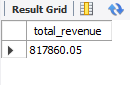 Result Grid
total_revenue
817860.05